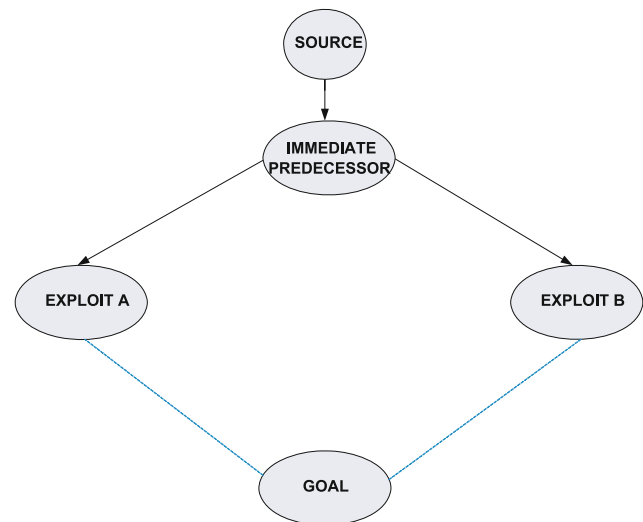 SOURCE
IMMEDIATE
PREDECESSOR
EXPLOIT A
EXPLOIT B
GOAL